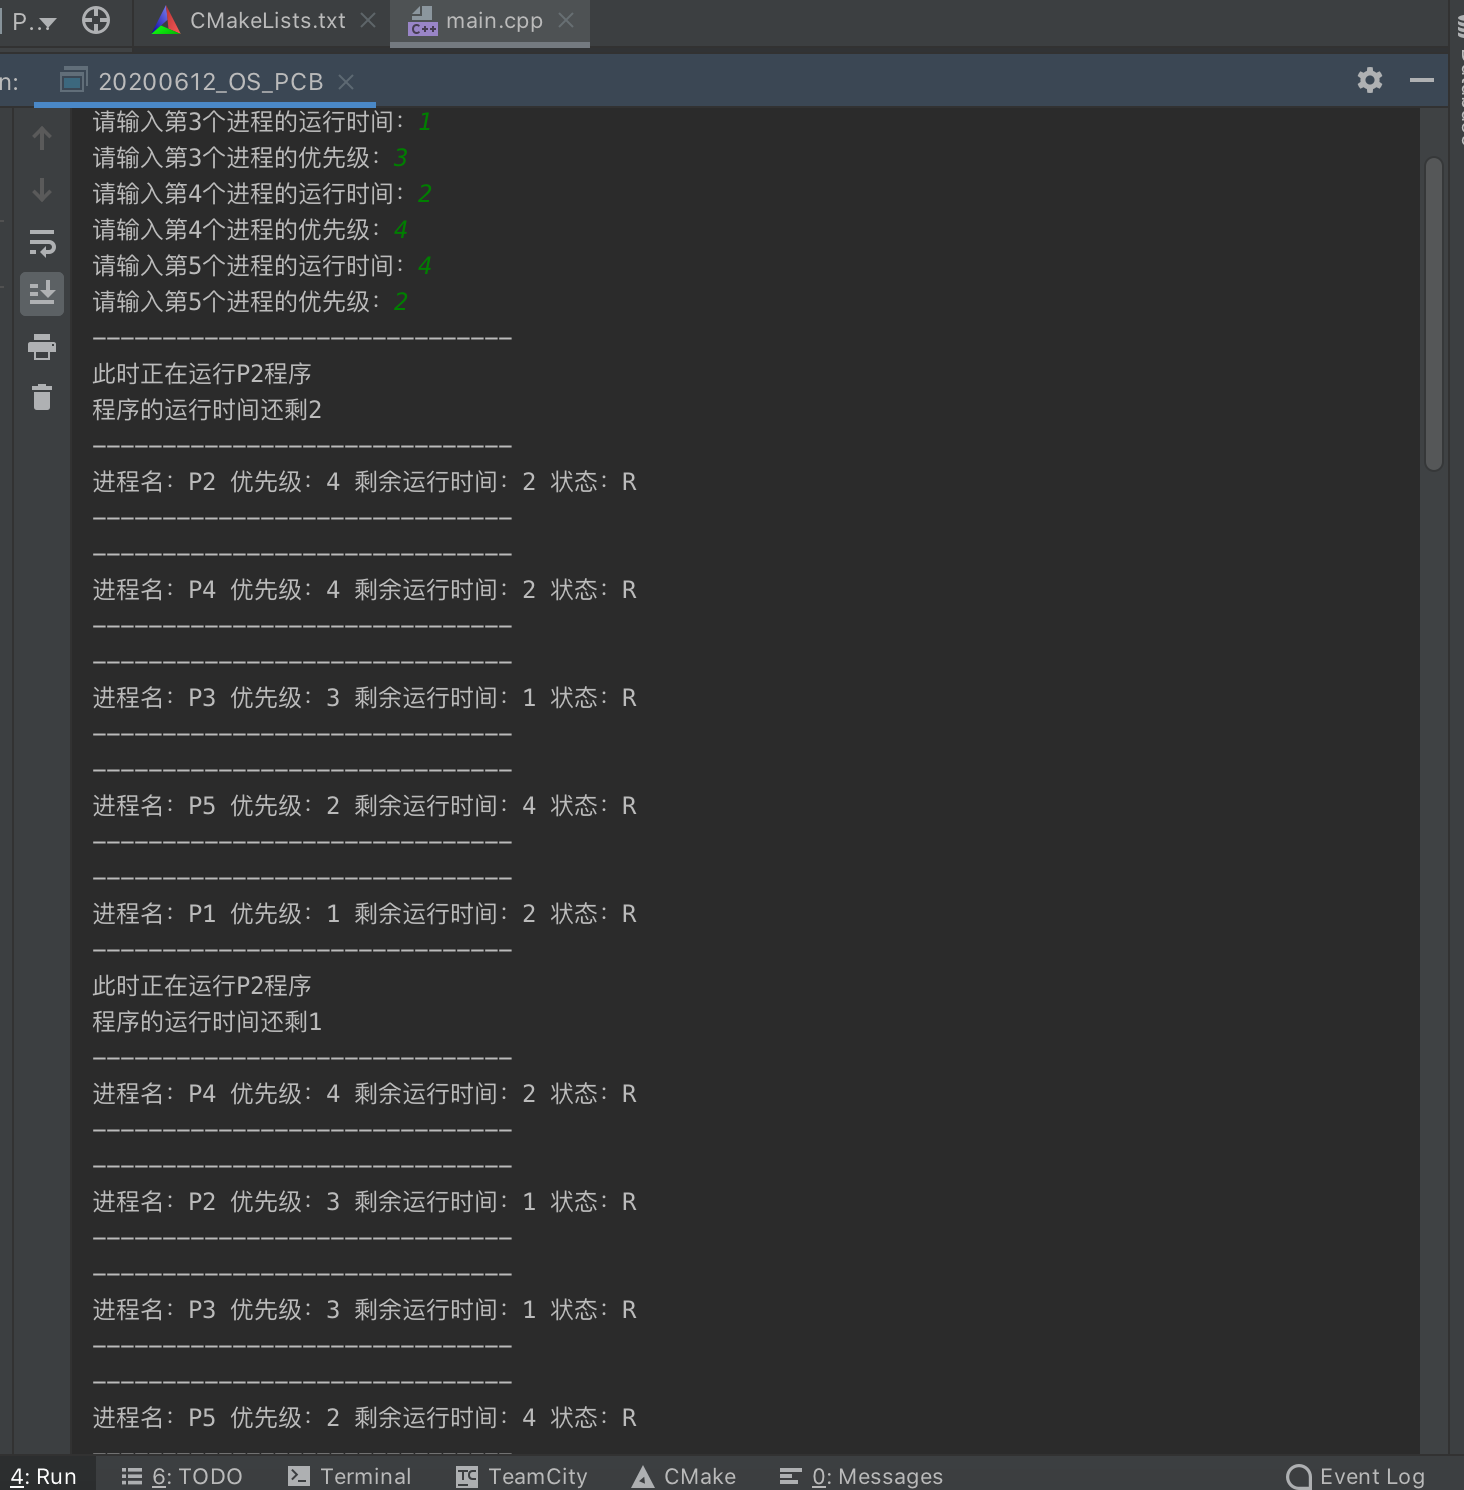 P...
CMakeLists.txt
main.cpp
n:
20200612_OS_PCB
请输入第3个进程的运行时间：1
请输入第3个进程的优先级：3
请输入第4个进程的运行时间：2
请输入第4个进程的优先级：4
请输入第5个进程的运行时间：4
请输入第5个进程的优先级：2
------------------------------
此时正在运行P2程序
程序的运行时间还剩2
------------------------------
进程名：P2 优先级：4 剩余运行时间：2 状态：R
------------------------------
------------------------------
进程名：P4 优先级：4 剩余运行时间：2 状态：R
------------------------------
------------------------------
进程名：P3 优先级：3 剩余运行时间：1 状态：R
------------------------------
------------------------------
进程名：P5 优先级：2 剩余运行时间：4 状态：R
------------------------------
------------------------------
进程名：P1 优先级：1 剩余运行时间：2 状态：R
------------------------------
此时正在运行P2程序
程序的运行时间还剩1
------------------------------
进程名：P4 优先级：4 剩余运行时间：2 状态：R
------------------------------
------------------------------
进程名：P2 优先级：3 剩余运行时间：1 状态：R
------------------------------
------------------------------
进程名：P3 优先级：3 剩余运行时间：1 状态：R
------------------------------
------------------------------
进程名：P5 优先级：2 剩余运行时间：4 状态：R
------------------------------
4: Run
6: TODO
Terminal
TeamCity
CMake
0: Messages
Event Log